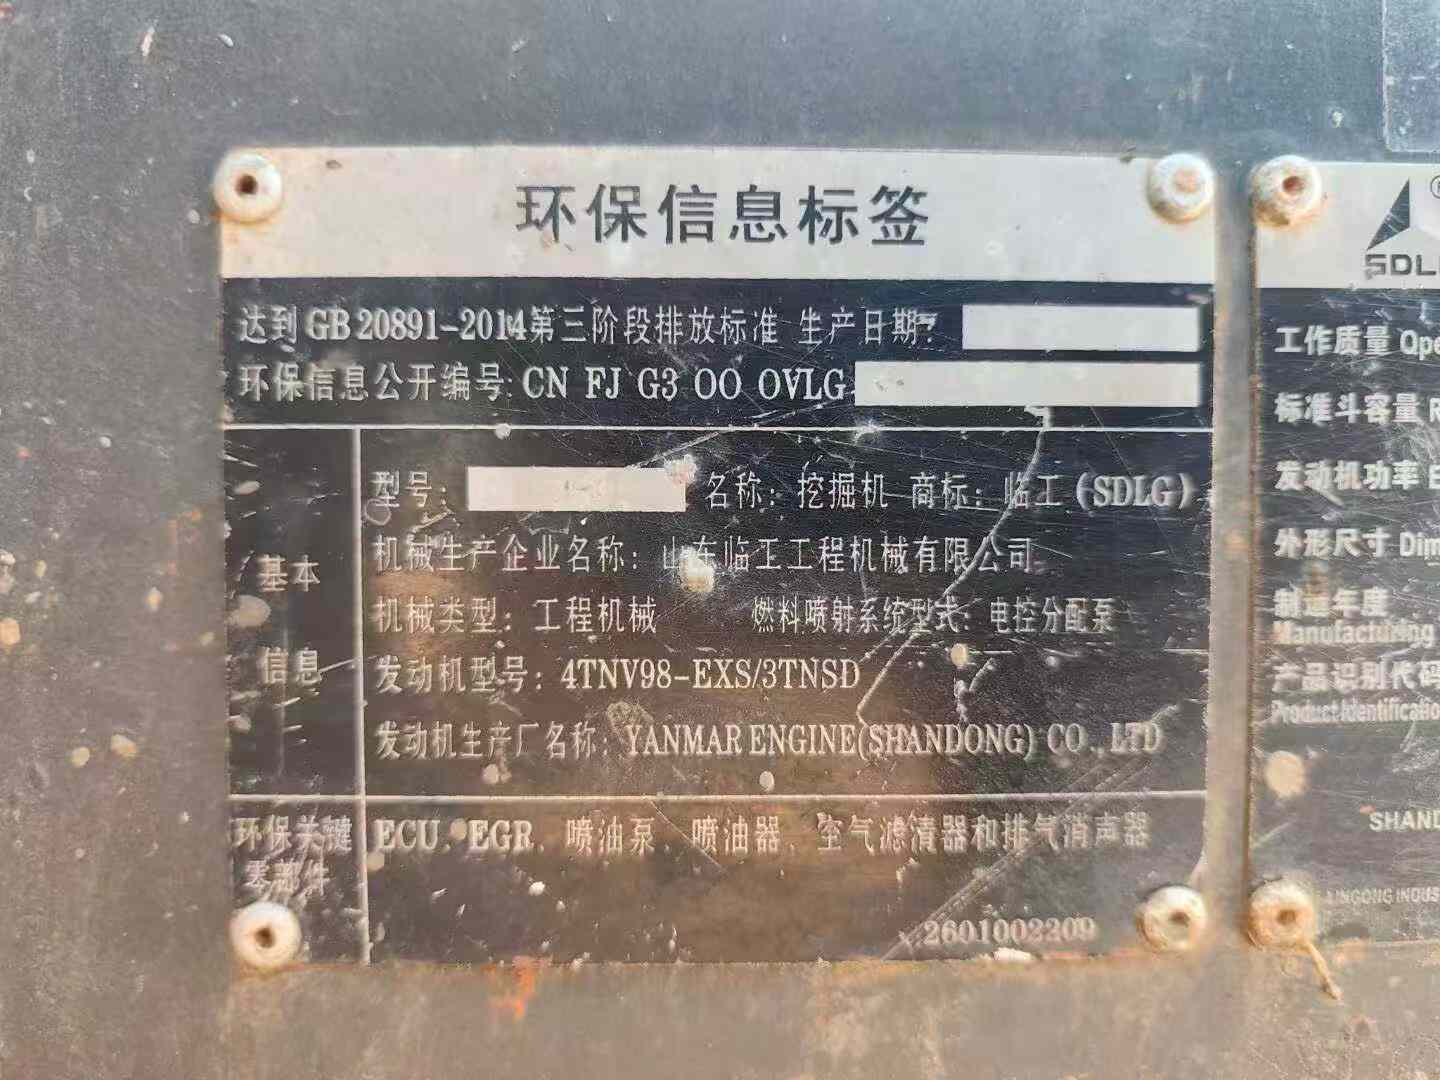 环保信息标签
达到GB 20891-2014第三阶段排放标准 生产日期:
环保信息公开编号: CN FJ G3 OO OVLG
基本
信息
型号: 名称: 挖掘机 商标: 临工 (SDLG)
机械生产企业名称: 山东临工工程机械有限公司
机械类型: 工程机械 燃料喷射系统型式: 电控分配泵
发动机型号: 4TNV98-EXS/3TNSD
发动机生产厂名称: YANMAR ENGINE(SHANDONG) CO.,LTD
环保关键
零部件
ECU、EGR、喷油泵、喷油器、空气滤清器和排气消声器
2601002209
SDL
工作质量 Ope
标准斗容量 R
发动机功率 E
外形尺寸 Dim
制造年度
Manufacturing
产品识别代码
Product Identificatio
SHAND
LINGONG INDUS